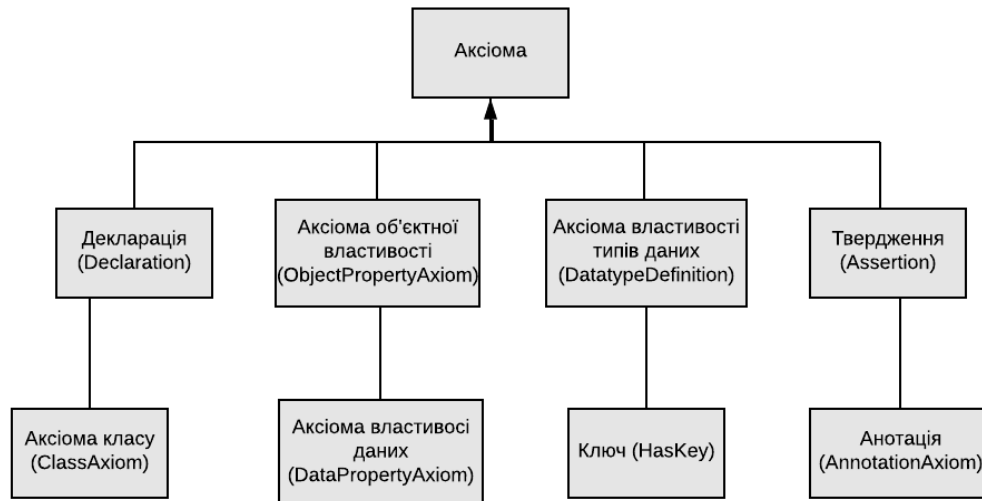 Аксіома
Декларація
(Declaration)
Аксіома об'єктної
властивості
(ObjectPropertyAxiom)
Аксіома властивості
типів даних
(DatatypeDefinition)
Твердження
(Assertion)
Аксіома класу
(ClassAxiom)
Аксіома властивосі
даних
(DataPropertyAxiom)
Ключ (HasKey)
Анотація
(AnnotationAxiom)